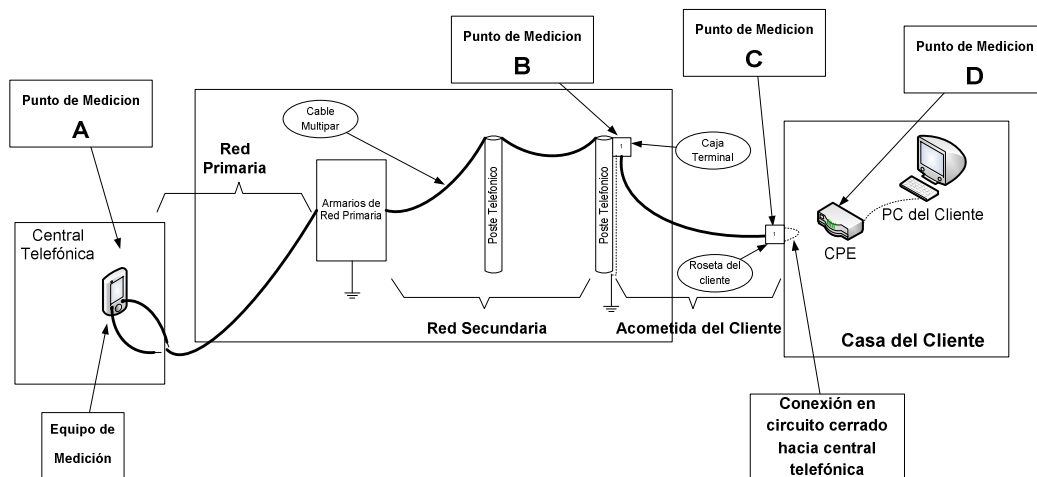 Punto de Medicion
A
Red
Primaria
Central
Telefónica
Equipo de
Medición
Cable
Multipar
Armarios de
Red Primaria
Poste Telefonico
Poste Telefonico
Red Secundaria
Punto de Medicion
B
1
Caja
Terminal
Punto de Medicion
C
1
Roseta del
cliente
Acometida del Cliente
Punto de Medicion
D
PC del Cliente
CPE
Casa del Cliente
Conexión en
circuito cerrado
hacia central
telefónica